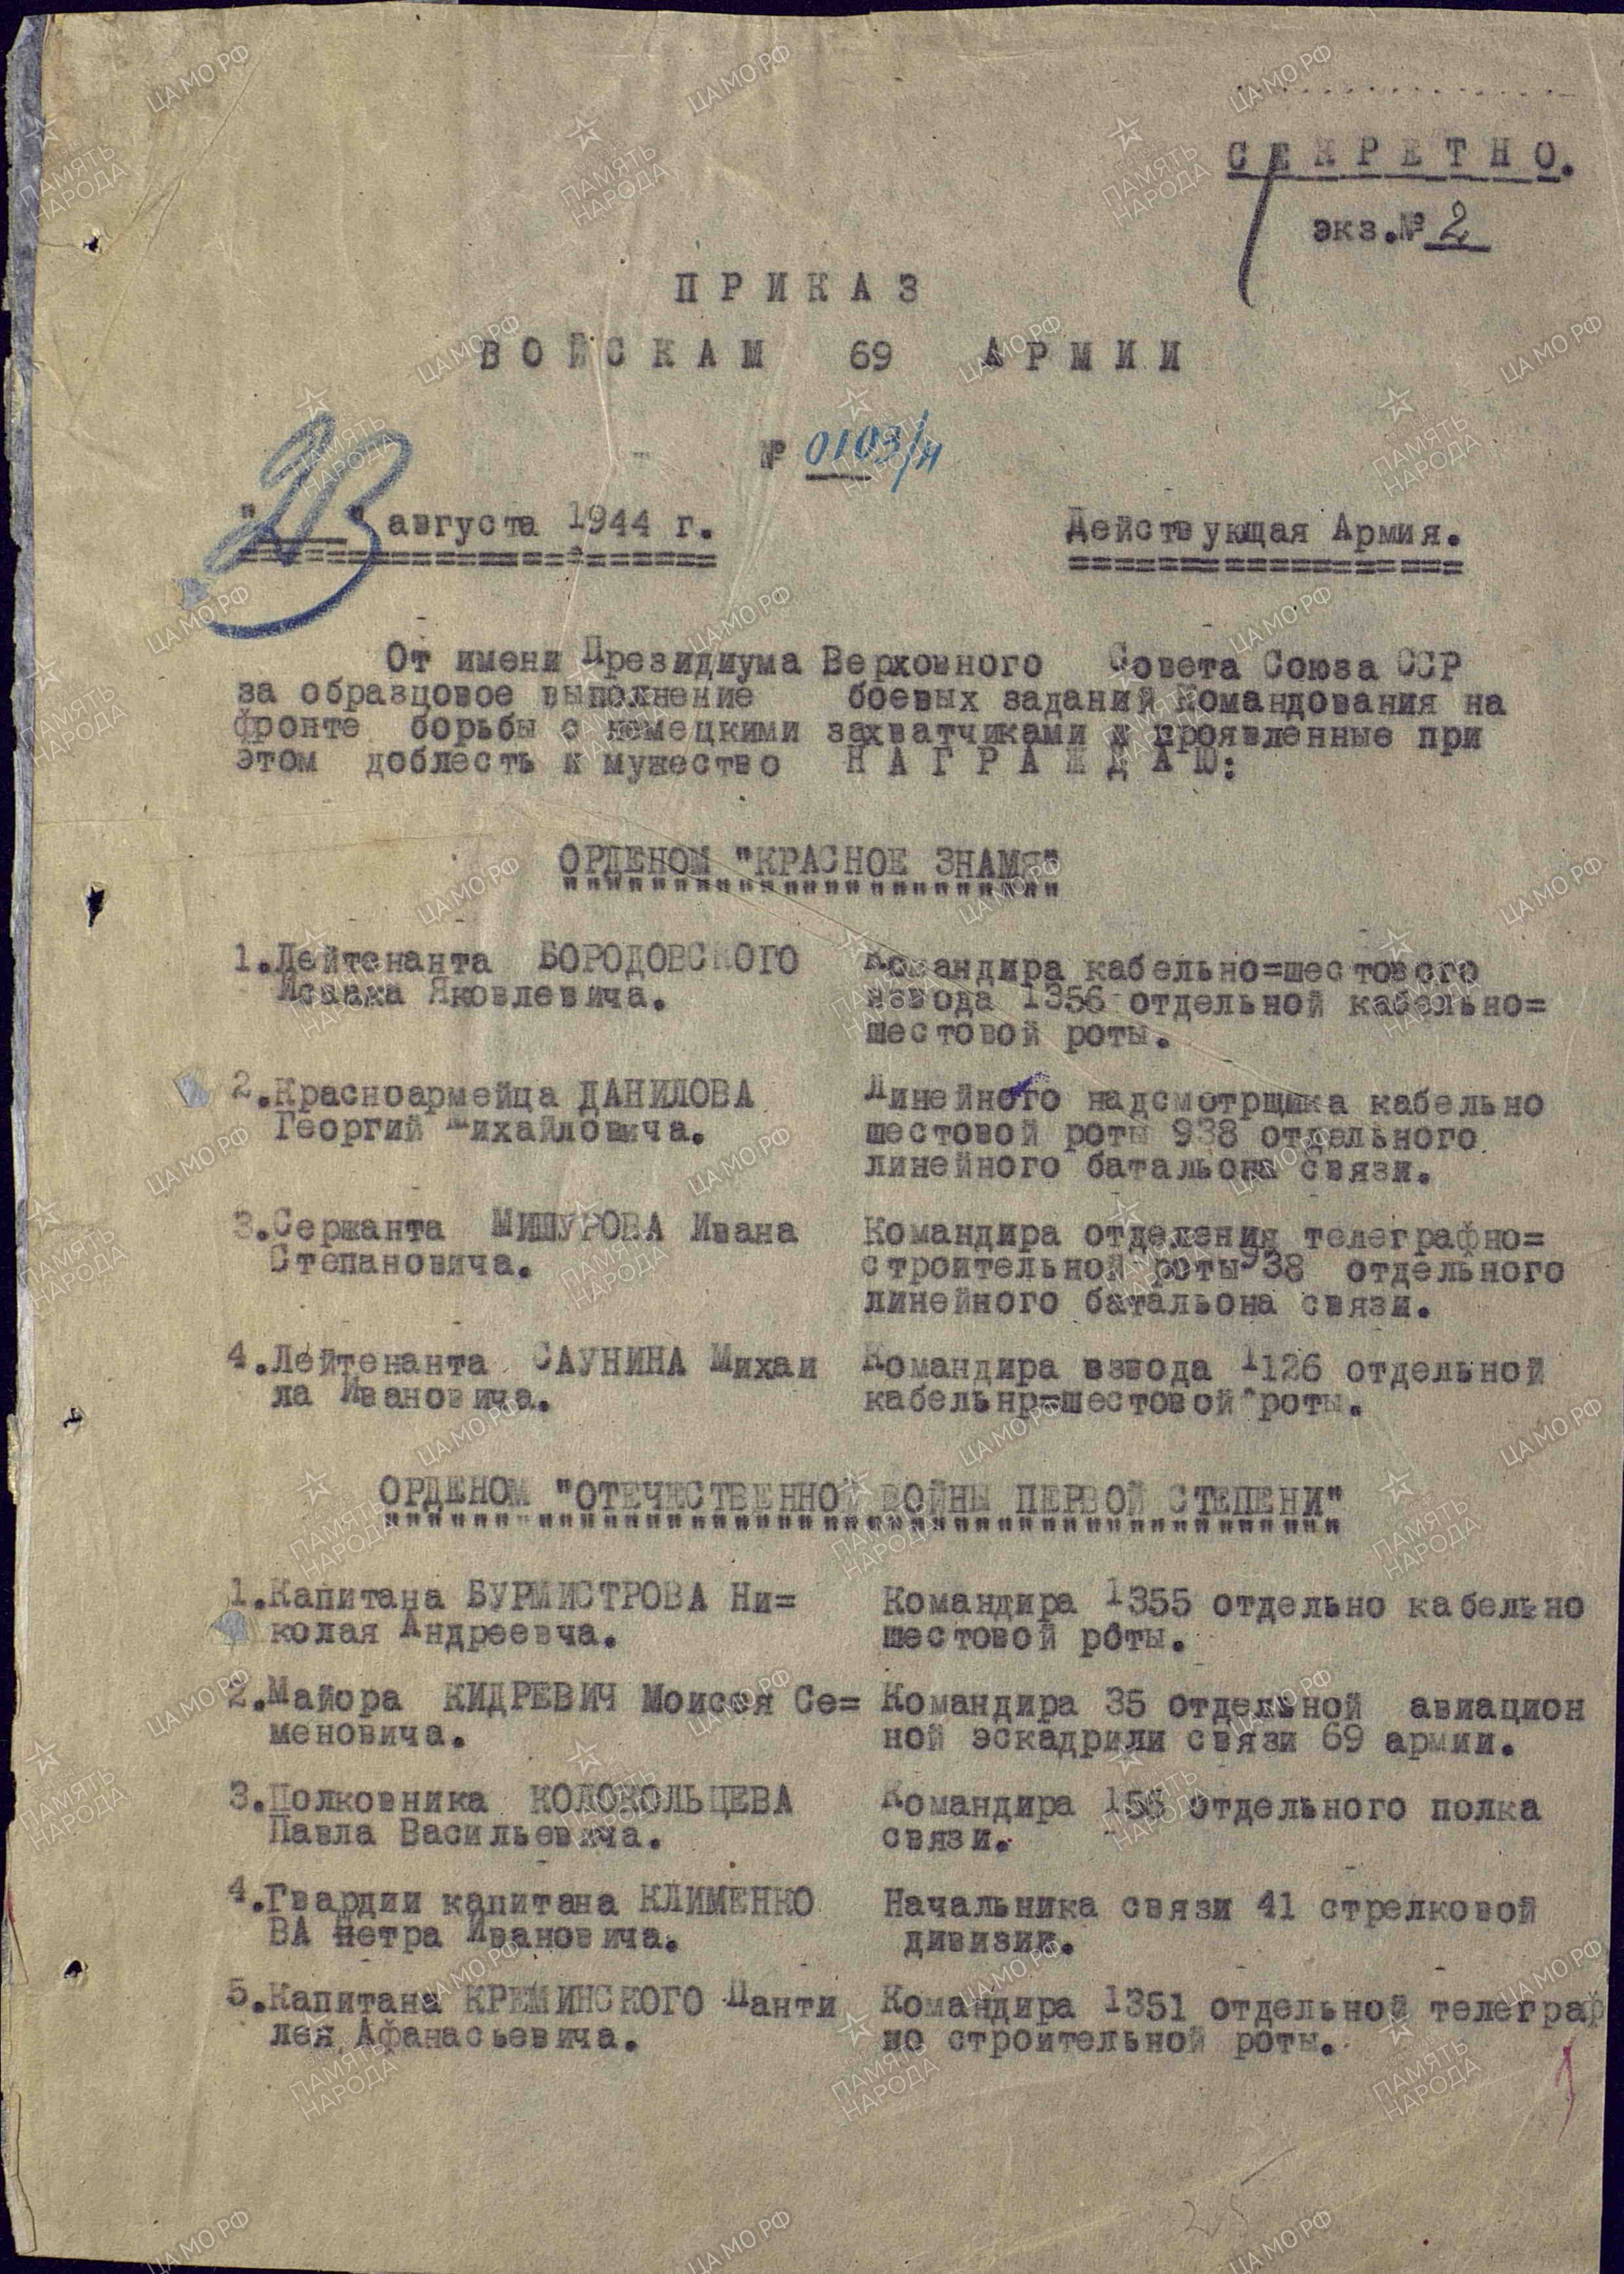 СЕКРЕТНО.
экз.№ 2
ПРИКАЗ
ВОЙСКАМ 69 АРМИИ
№ 0103/н
"23" августа 1944 г. Действующая Армия.
От имени Президиума Верховного Совета Союза ССР
за образцовое выполнение боевых заданий Командования на
фронте борьбы с немецкими захватчиками и проявленные при
этом доблесть и мужество НАГРАЖДАЮ:
ОРДЕНОМ "КРАСНОЕ ЗНАМЯ"
1.Лейтенанта БОРОДОВСКОГО Командира кабельно=шестового
Исаака Яковлевича. взвода 1356 отдельной кабельно=
шестовой роты.
2.Красноармейца ДАНИЛОВА Линейного надсмотрщика кабельно
Георгий Михайловича. шестовой роты 938 отдельного
линейного батальона связи.
3.Сержанта МИШУРОВА Ивана Командира отделения телеграфно=
Степановича. строительной роты 938 отдельного
линейного батальона связи.
4.Лейтенанта САУНИНА Михаи Командира взвода 1126 отдельной
ла Ивановича. кабельнр=шестовой роты.
ОРДЕНОМ "ОТЕЧЕСТВЕННОЙ ВОЙНЫ ПЕРВОЙ СТЕПЕНИ"
1.Капитана БУРМИСТРОВА Ни= Командира 1355 отдельно кабельно
колая Андреевча. шестовой роты.
2.Майора КИДРЕВИЧ Моисея Се= Командира 35 отдельной авиацион
меновича. ной эскадрили связи 69 армии.
3.Полковника КОЛОКОЛЬЦЕВА Командира 156 отдельного полка
Павла Васильевича. связи.
4.Гвардии капитана КЛИМЕНКО Начальника связи 41 стрелковой
ВА Петра Ивановича. дивизии.
5.Капитана КРЕМИНСКОГО Панти Командира 1351 отдельной телеграф
лея Афанасьевича. но строительной роты.
1
25
ЦАМО РФ
ПАМЯТЬ
НАРОДА